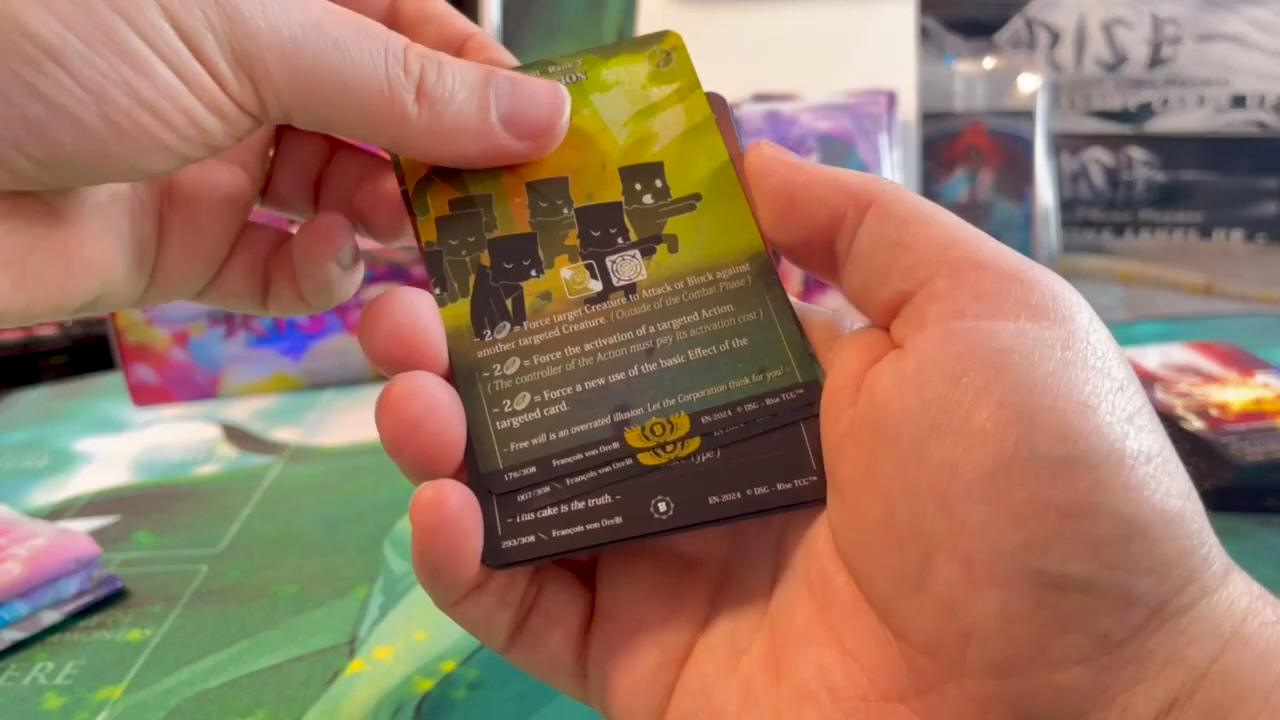 RISE
Rank 3
ION
~ 2 = Force target Creature to Attack or Block against
another targeted Creature. ( Outside of the Combat Phase )
~ 2 = Force the activation of a targeted Action
( The controller of the Action must pay its activation cost )
~ 2 = Force a new use of the basic Effect of the
targeted card.
~ Free will is an overrated illusion. Let the Corporation think for you! ~
176/308 François von Orelli EN-2024 © DSG - Rise TCG™
007/308 François von Orelli
Type )
~ This cake is the truth. ~
293/308 François von Orelli B EN-2024 © DSG - Rise TCG™
ERE